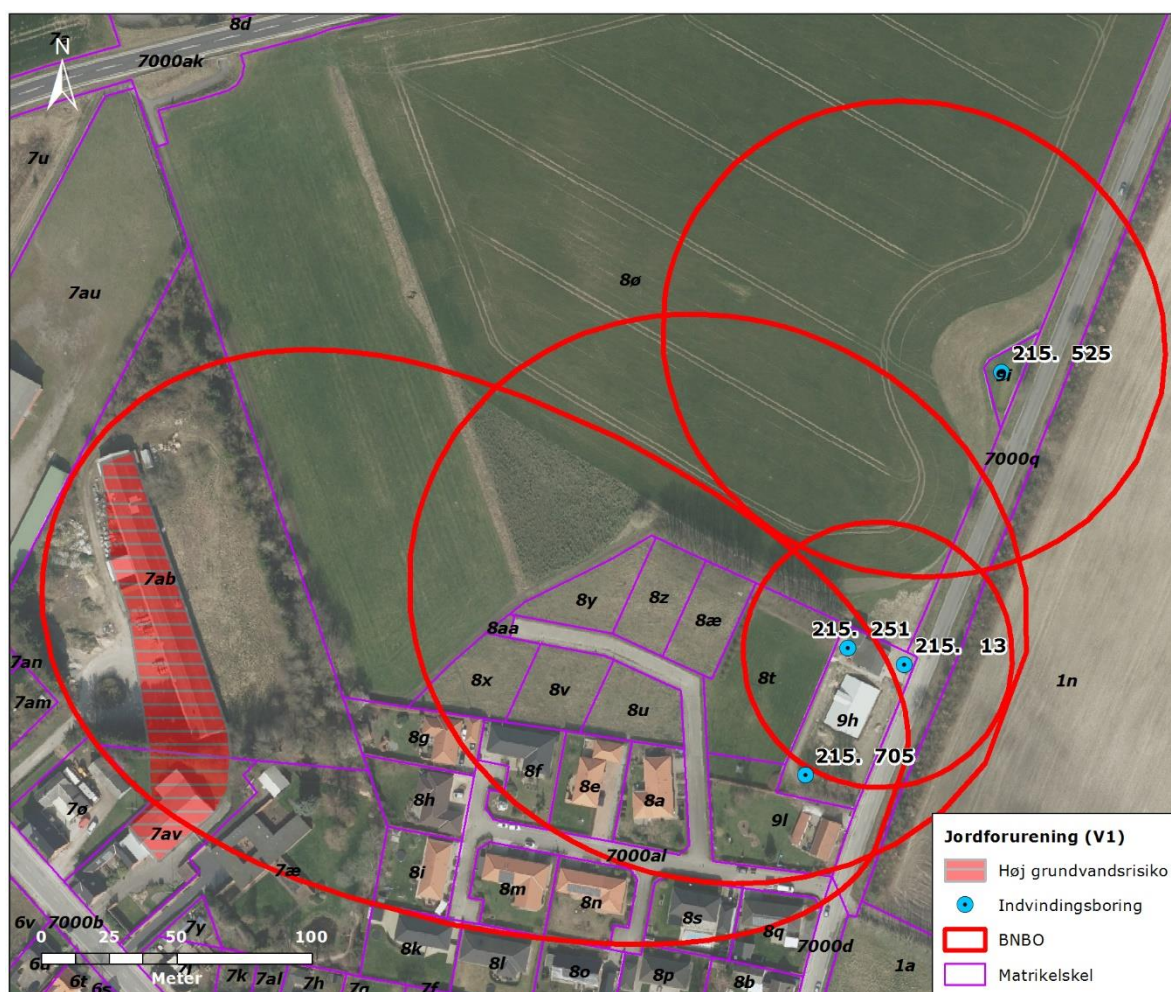 8d
7000ak
N
7u
7au
8ø
215. 525
9i
7000q
7ab
8y
8z
8æ
8aa
215. 251
215. 13
7an
7am
8x
8v
8u
8t
9h
1n
8g
8f
8e
8a
215. 705
7ø
8h
9l
7av
7æ
7000al
8i
8m
8n
6v
7000b
7y
8s
8q
7000d
0 25 50 100
Meter
8k
8l
8o
8p
8b
1a
6t
7k
7al
7h
Jordforurening (V1)
Høj grundvandsrisiko
Indvindingsboring
BNBO
Matrikelskel